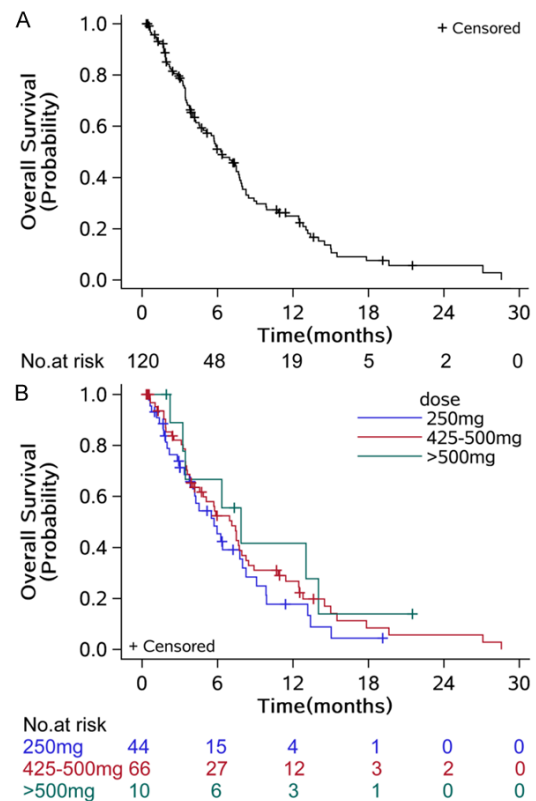 A
+ Censored
Overall Survival
(Probability)
1.0
0.8
0.6
0.4
0.2
0.0
0 6 12 18 24 30
Time(months)
No.at risk 120 48 19 5 2 0
B
dose
250mg
425-500mg
>500mg
Overall Survival
(Probability)
1.0
0.8
0.6
0.4
0.2
0.0
+ Censored
0 6 12 18 24 30
Time(months)
No.at risk
250mg 44 15 4 1 0 0
425-500mg 66 27 12 3 2 0
>500mg 10 6 3 1 0 0